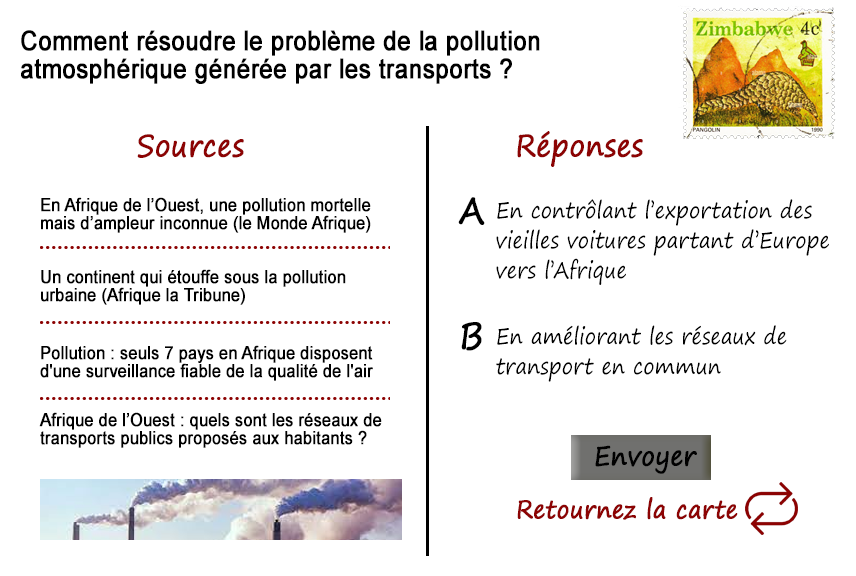 Comment résoudre le problème de la pollution
atmosphérique générée par les transports ?
Zimbabwe 4c
PANGOLIN 1990
Sources
En Afrique de l'Ouest, une pollution mortelle
mais d'ampleur inconnue (le Monde Afrique)
Un continent qui étouffe sous la pollution
urbaine (Afrique la Tribune)
Pollution : seuls 7 pays en Afrique disposent
d'une surveillance fiable de la qualité de l'air
Afrique de l'Ouest : quels sont les réseaux de
transports publics proposés aux habitants ?
Réponses
A En contrôlant l'exportation des
vieilles voitures partant d'Europe
vers l'Afrique
B En améliorant les réseaux de
transport en commun
Envoyer
Retournez la carte